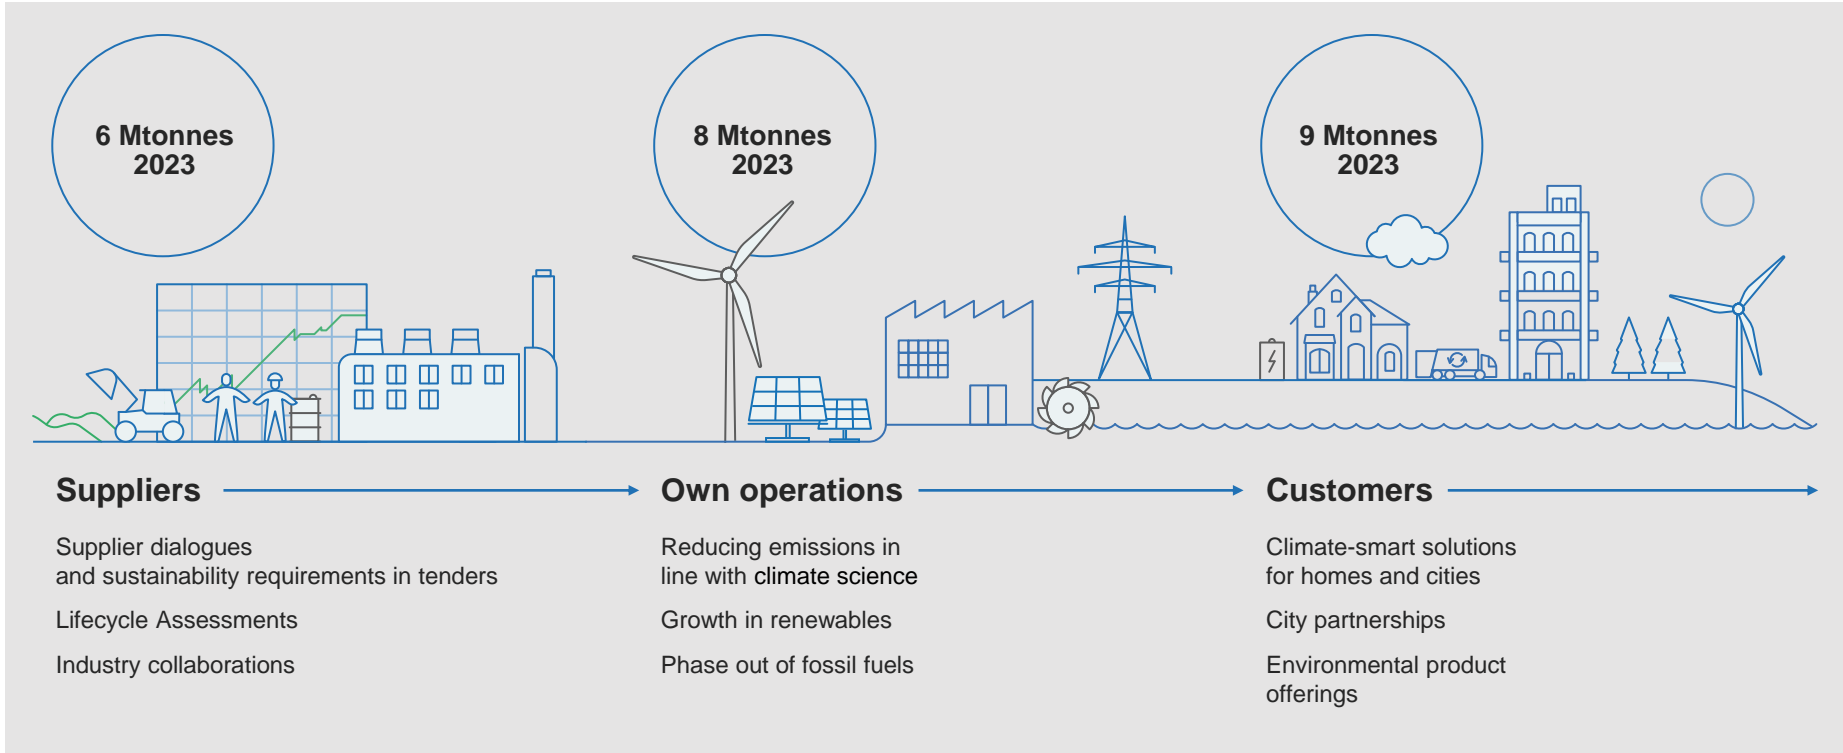 6 Mtonnes
2023
8 Mtonnes
2023
9 Mtonnes
2023
Suppliers
Supplier dialogues
and sustainability requirements in tenders
Lifecycle Assessments
Industry collaborations
Own operations
Reducing emissions in
line with climate science
Growth in renewables
Phase out of fossil fuels
Customers
Climate-smart solutions
for homes and cities
City partnerships
Environmental product
offerings